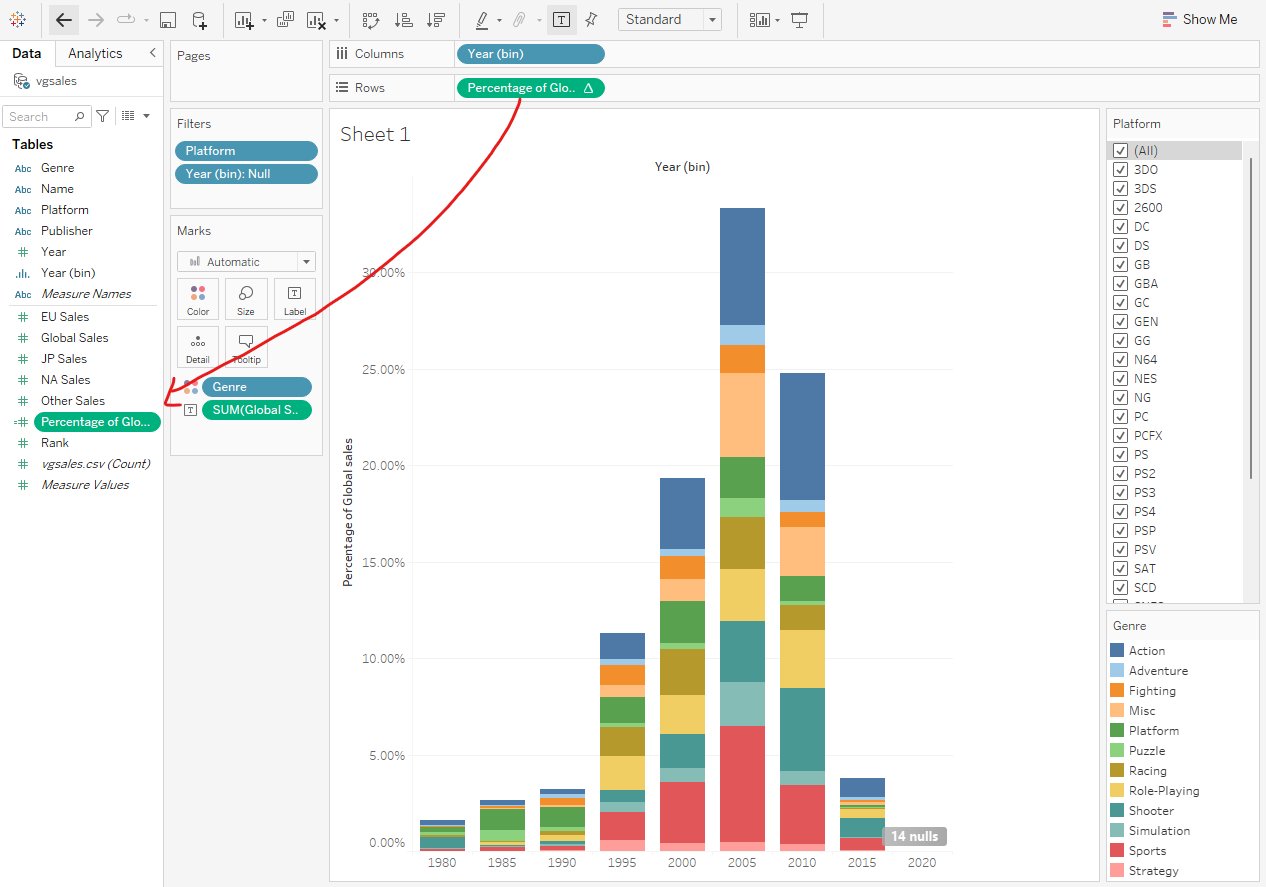 Standard
Show Me
Data
Analytics
vgsales
Search
Tables
Abc Genre
Abc Name
Abc Platform
Abc Publisher
Year
Year (bin)
Abc Measure Names
EU Sales
Global Sales
JP Sales
NA Sales
Other Sales
Percentage of Glo...
Rank
vgsales.csv (Count)
Measure Values
Pages
Filters
Platform
Year (bin): Null
Marks
Automatic
Color
Size
T
Label
Detail
Tooltip
Genre
T SUM(Global S..
Columns
Year (bin)
Rows
Percentage of Glo.. Δ
Sheet 1
Year (bin)
Percentage of Global sales
30.00%
25.00%
20.00%
15.00%
10.00%
5.00%
0.00%
1980 1985 1990 1995 2000 2005 2010 2015 2020
14 nulls
Platform
(All)
3DO
3DS
2600
DC
DS
GB
GBA
GC
GEN
GG
N64
NES
NG
PC
PCFX
PS
PS2
PS3
PS4
PSP
PSV
SAT
SCD
Genre
Action
Adventure
Fighting
Misc
Platform
Puzzle
Racing
Role-Playing
Shooter
Simulation
Sports
Strategy